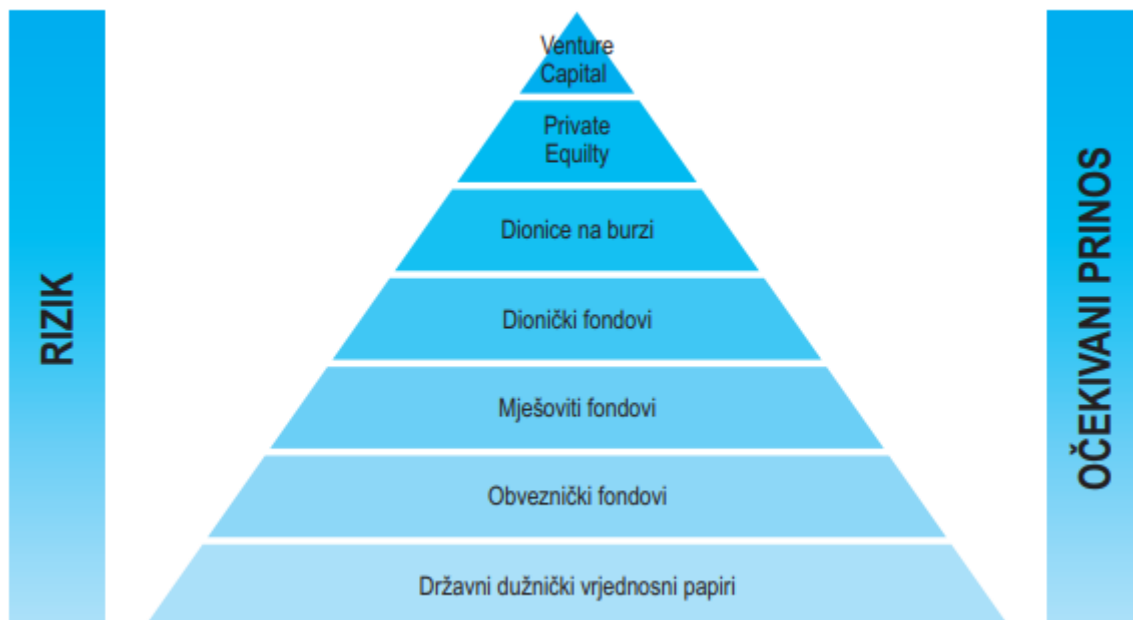 Venture
Capital
Private
Equilty
Dionice na burzi
Dionički fondovi
Mješoviti fondovi
Obveznički fondovi
Državni dužnički vrjednosni papiri
RIZIK
OČEKIVANI PRINOS